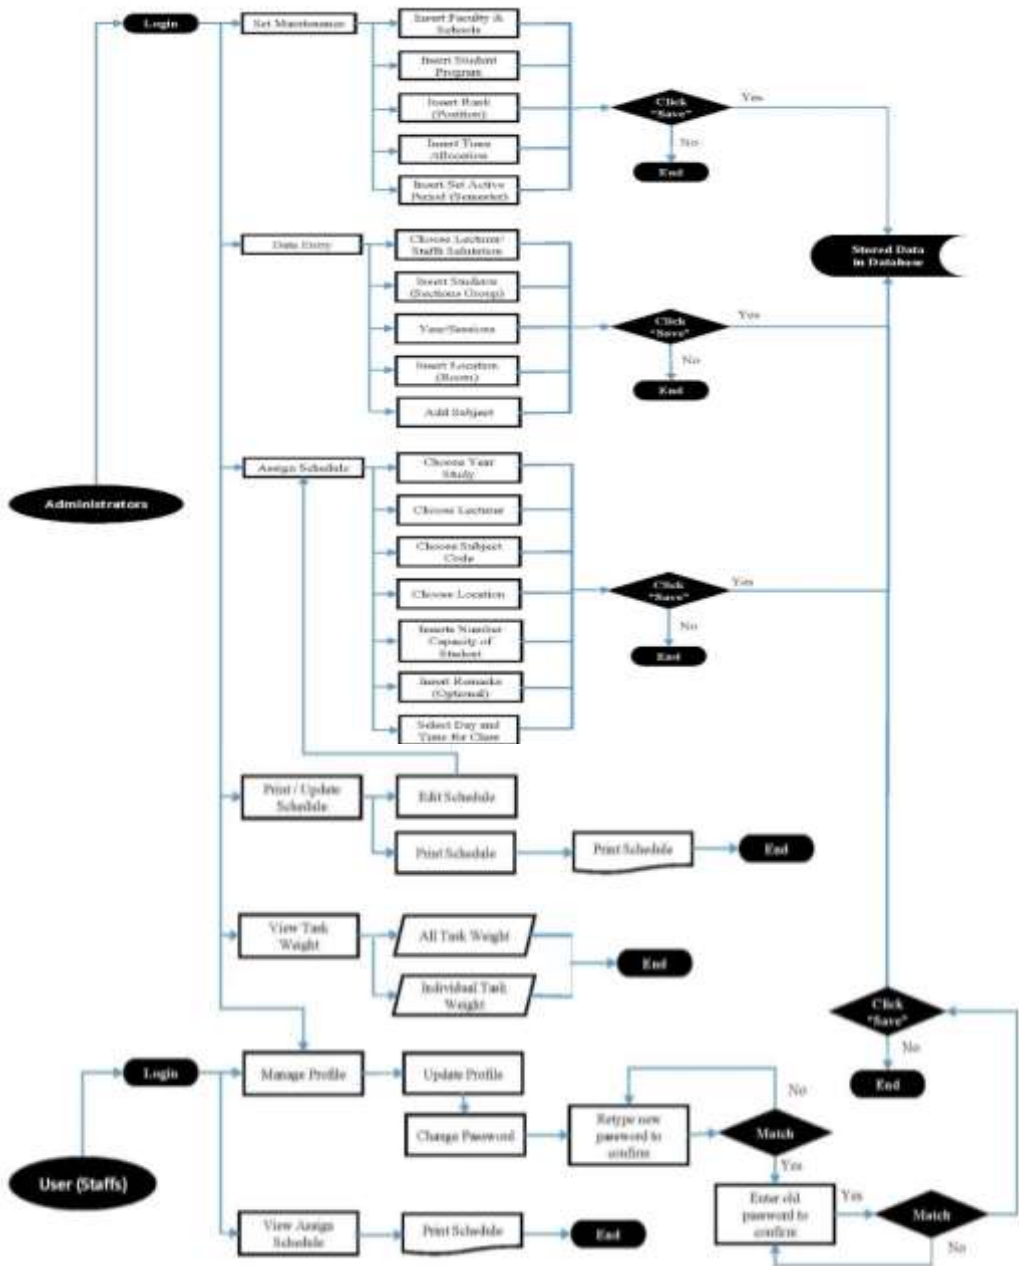 Login
Set Maintenance
Insert Faculty &
Schools
Insert Student
Program
Insert Rank
(Position)
Insert Time
Allocation
Insert Set Active
Period (Semester)
Click
"Save"
Yes
No
End
Stored Data
in Database
Data Entry
Choose Lecturer/
Staffs Salutation
Insert Students
(Sections Group)
Year/Sessions
Insert Location
(Room)
Add Subject
Click
"Save"
Yes
No
End
Administrators
Assign Schedule
Choose Year
Study
Choose Lecturer
Choose Subject
Code
Choose Location
Inserts Number
Capacity of
Student
Insert Remarks
(Optional)
Select Day and
Time for Class
Click
"Save"
Yes
No
End
Print / Update
Schedule
Edit Schedule
Print Schedule
Print Schedule
End
View Task
Weight
All Task Weight
Individual Task
Weight
End
Click
"Save"
No
End
Login
Manage Profile
Update Profile
Change Password
Retype new
password to
confirm
No
Match
Yes
Enter old
password to
confirm
Yes
Match
No
User (Staffs)
View Assign
Schedule
Print Schedule
End